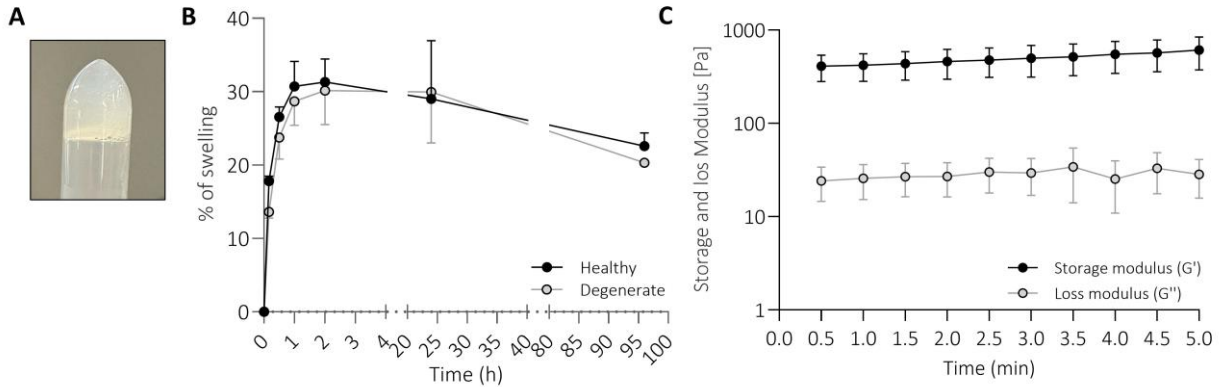 A
B
C
40
30
20
10
0
% of swelling
Healthy
Degenerate
0 1 2 3 4 20 25 30 35 40 80 85 90 95 100
Time (h)
1000
100
10
1
Storage and los Modulus [Pa]
Storage modulus (G')
Loss modulus (G'')
0.0 0.5 1.0 1.5 2.0 2.5 3.0 3.5 4.0 4.5 5.0
Time (min)